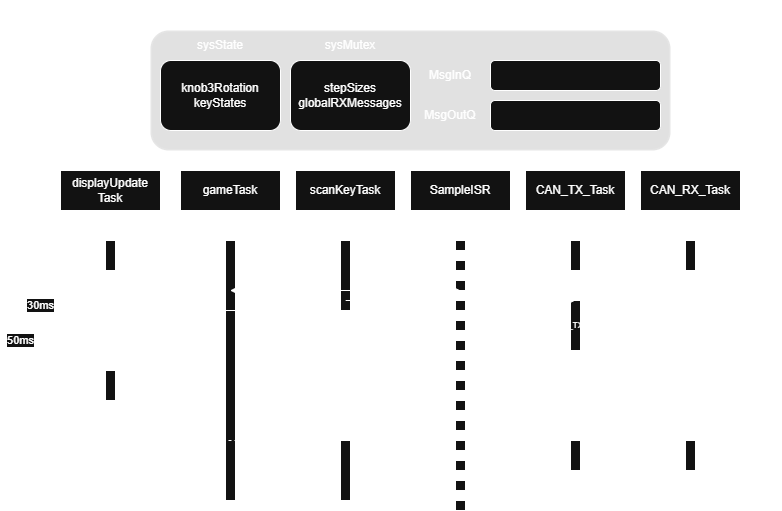 sysState
sysMutex
knob3Rotation
keyStates
stepSizes
globalRXMessages
MsgInQ
MsgOutQ
displayUpdate
Task
gameTask
scanKeyTask
SampleISR
CAN_TX_Task
CAN_RX_Task
30ms
50ms